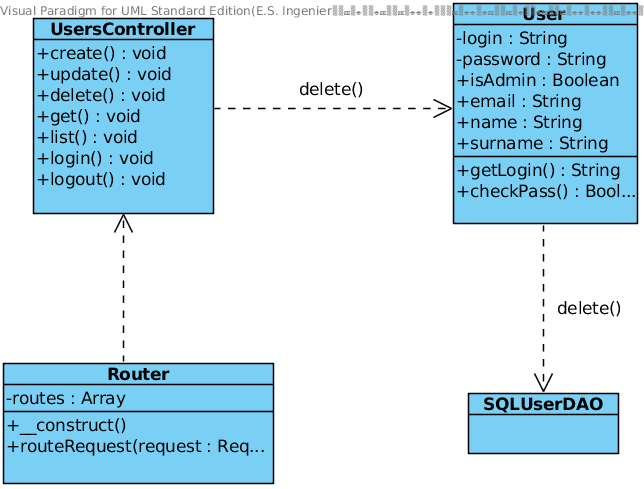 Visual Paradigm for UML Standard Edition(E.S. Ingenier
UsersController
+create() : void
+update() : void
+delete() : void
+get() : void
+list() : void
+login() : void
+logout() : void
delete()
User
-login : String
-password : String
+isAdmin : Boolean
+email : String
+name : String
+surname : String
+getLogin() : String
+checkPass() : Bool...
delete()
Router
-routes : Array
+__construct()
+routeRequest(request : Req...
SQLUserDAO